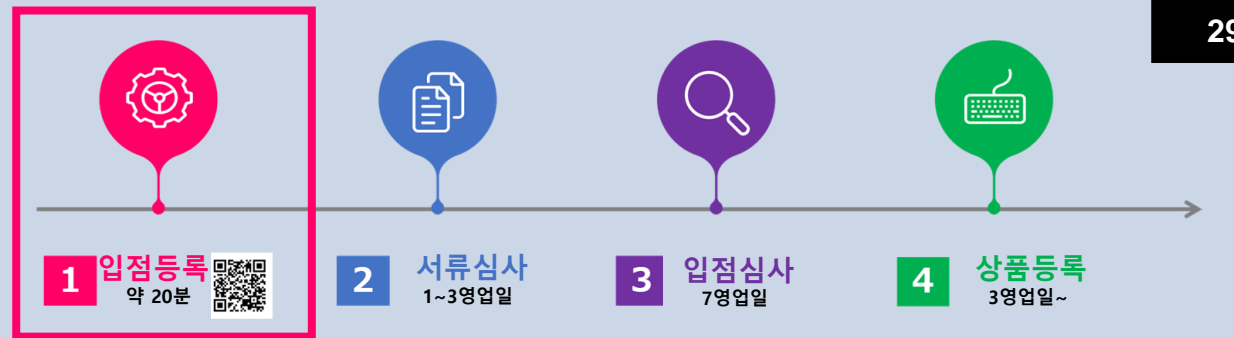 29
1 입점등록
약 20분
2 서류심사
1~3영업일
3 입점심사
7영업일
4 상품등록
3영업일~